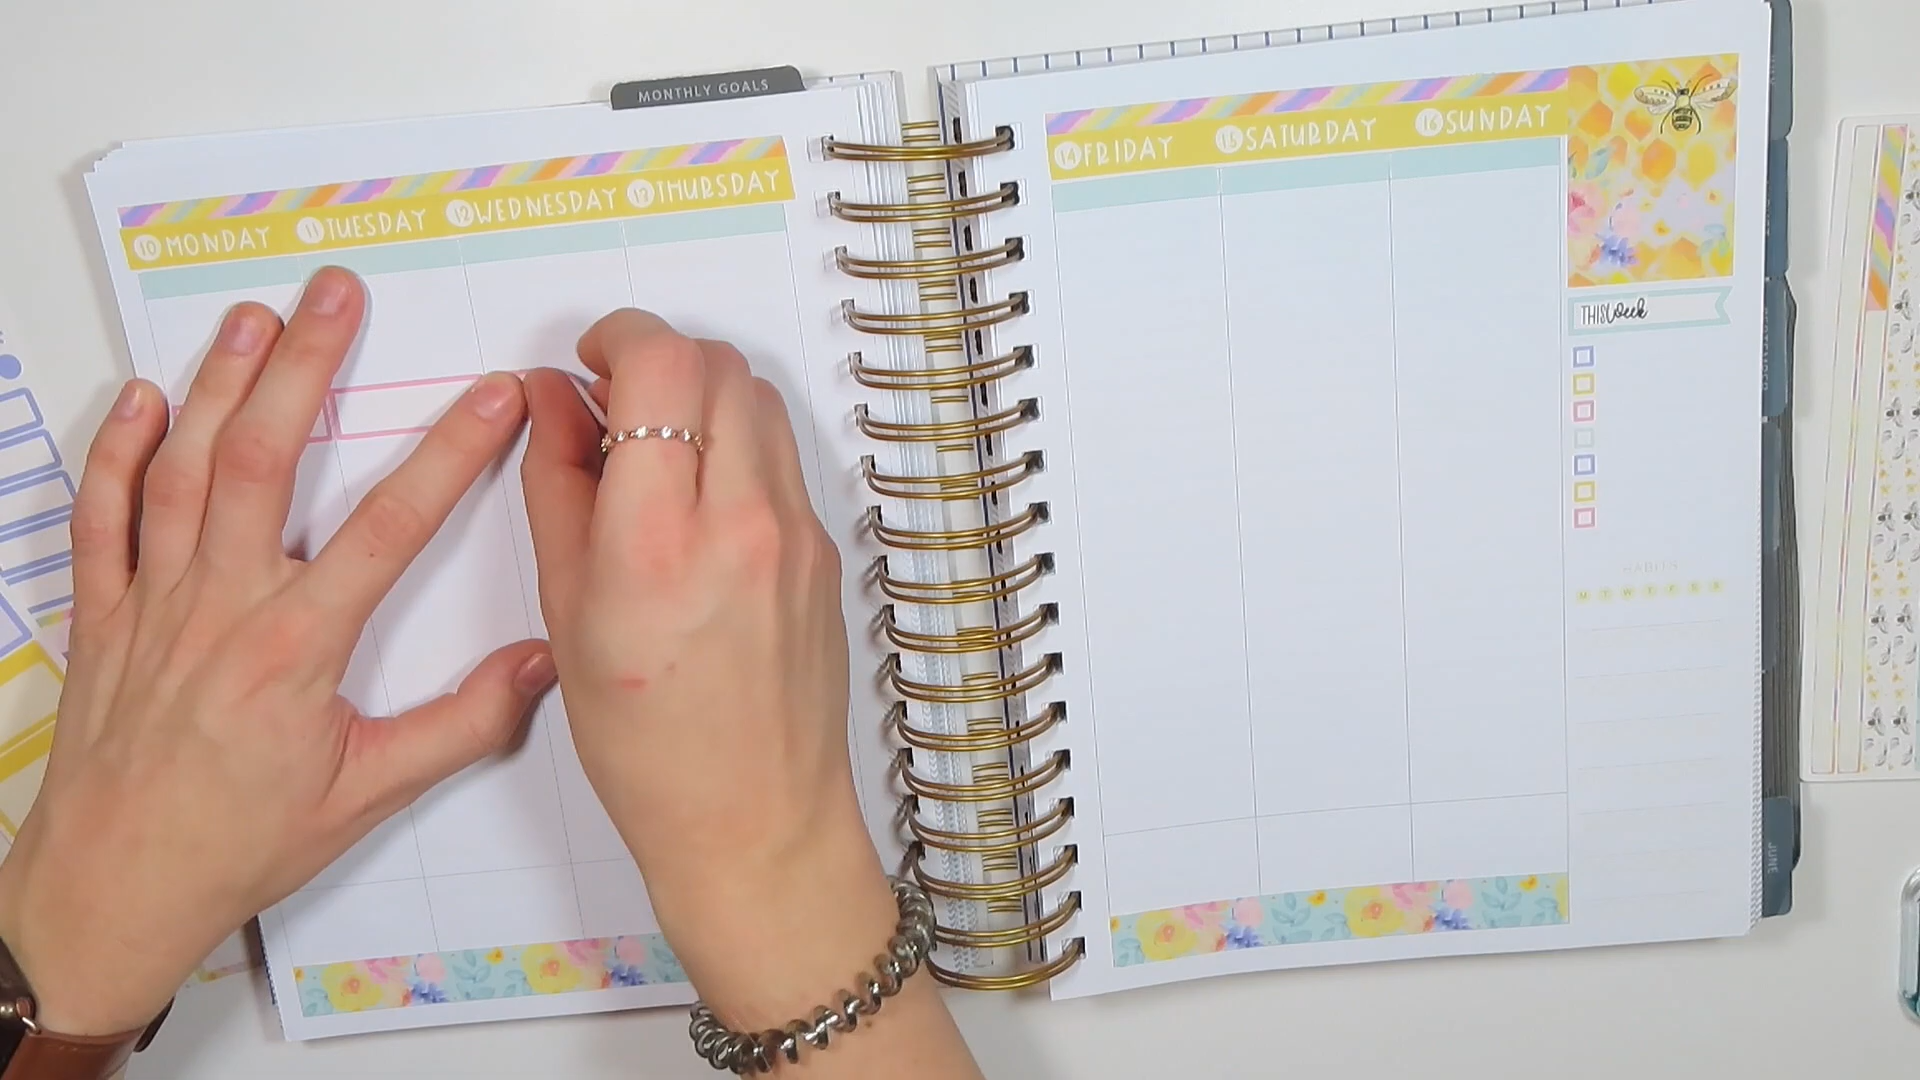 MONTHLY GOALS
10 MONDAY 11 TUESDAY 12 WEDNESDAY 12 THURSDAY
14 FRIDAY 15 SATURDAY 16 SUNDAY
THIS Week
HABITS
M T W T F S S
JUNE